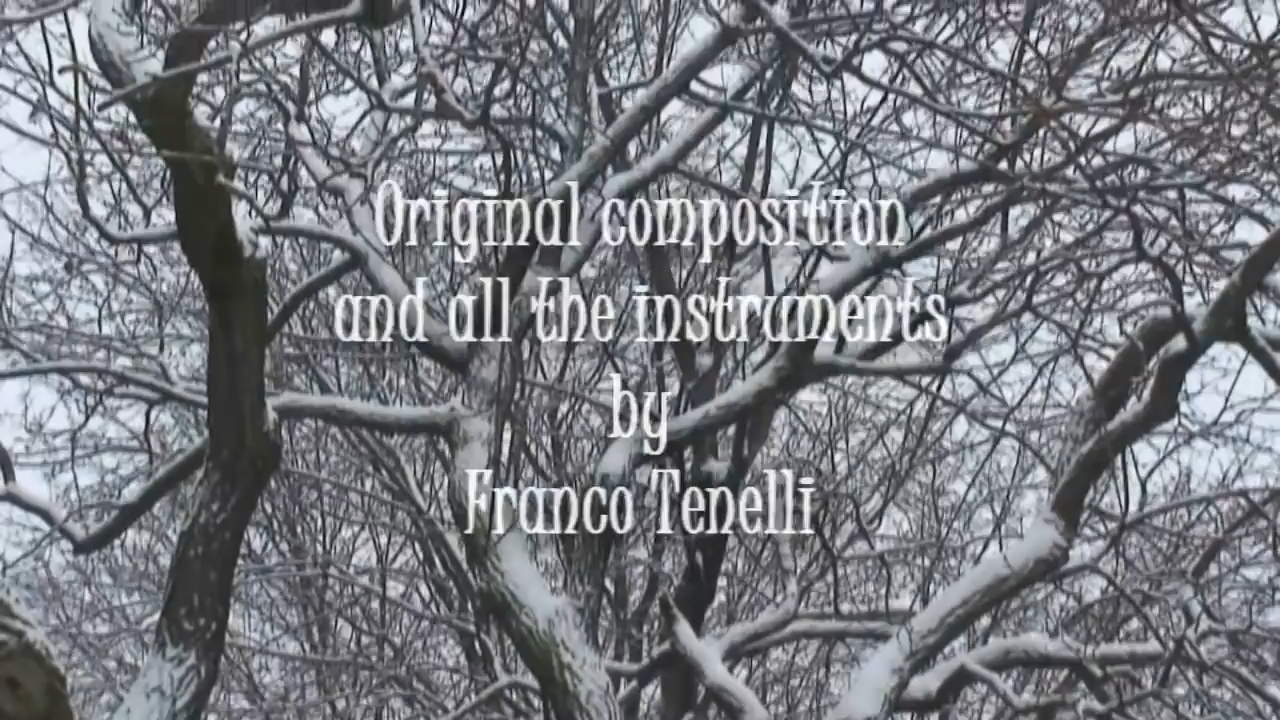 Original composition
and all the instruments
by
Franco Tenelli